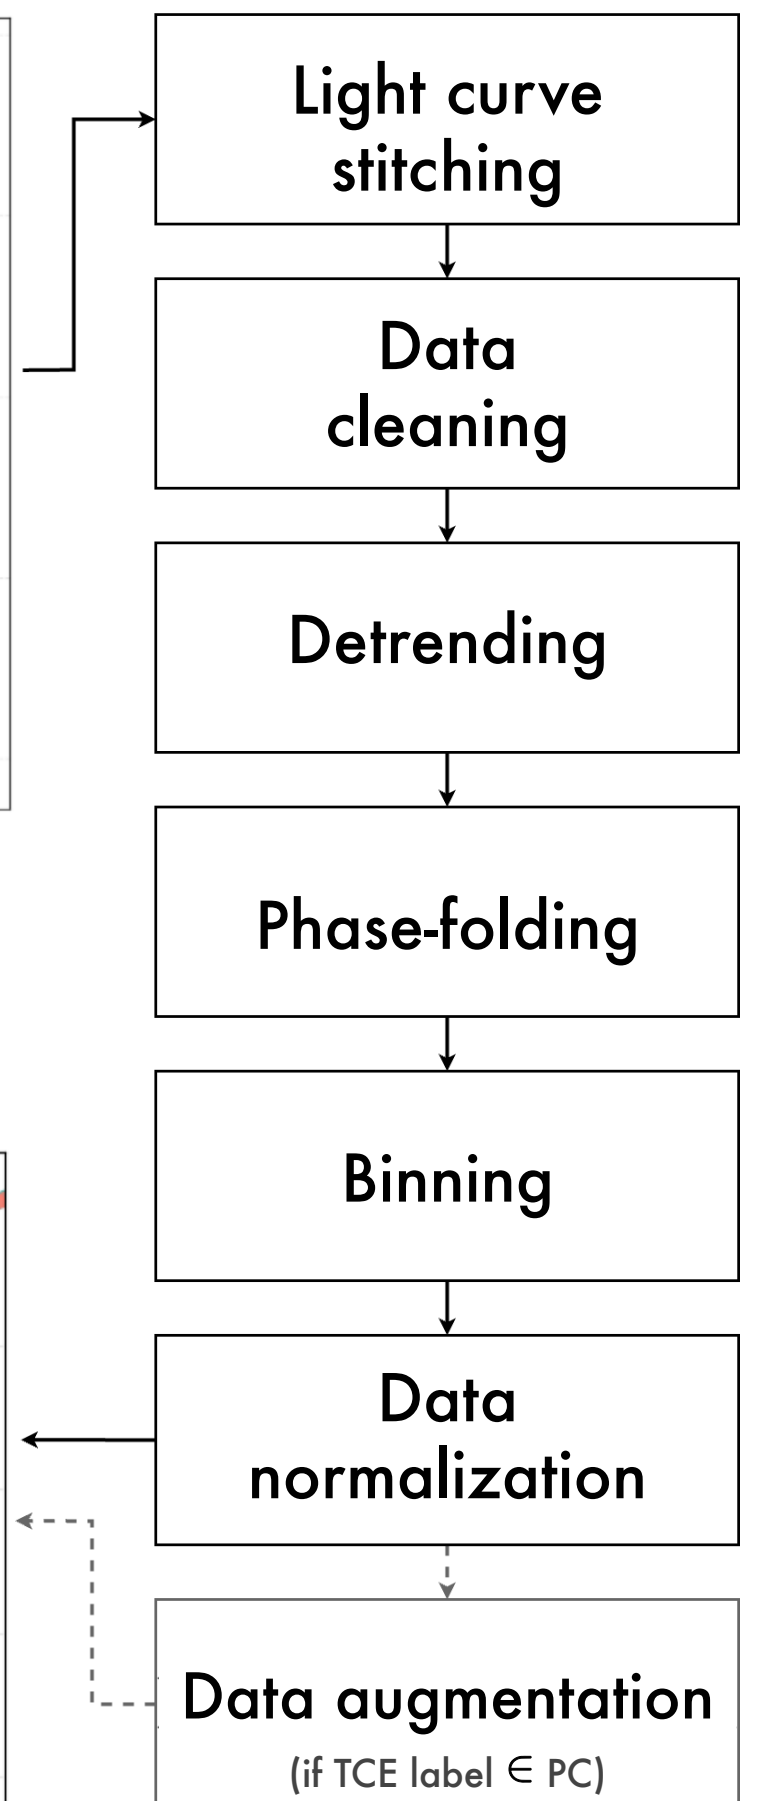 Light curve
stitching
Data
cleaning
Detrending
Phase-folding
Binning
Data
normalization
Data augmentation
(if TCE label ∈ PC)